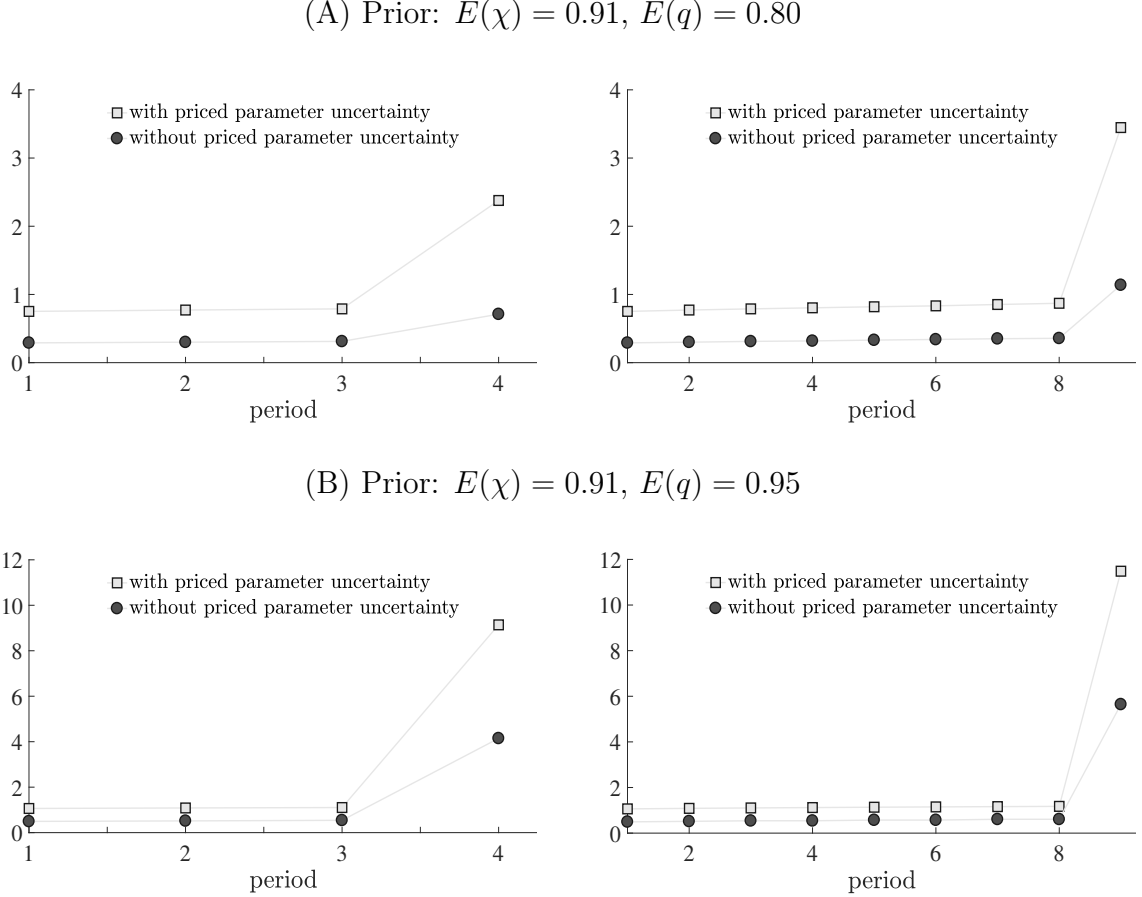 (A) Prior: E(χ) = 0.91, E(q) = 0.80
4
3
2
1
0
with priced parameter uncertainty
without priced parameter uncertainty
1 2 3 4
period
4
3
2
1
0
with priced parameter uncertainty
without priced parameter uncertainty
2 4 6 8
period
(B) Prior: E(χ) = 0.91, E(q) = 0.95
12
10
8
6
4
2
0
with priced parameter uncertainty
without priced parameter uncertainty
1 2 3 4
period
12
10
8
6
4
2
0
with priced parameter uncertainty
without priced parameter uncertainty
2 4 6 8
period